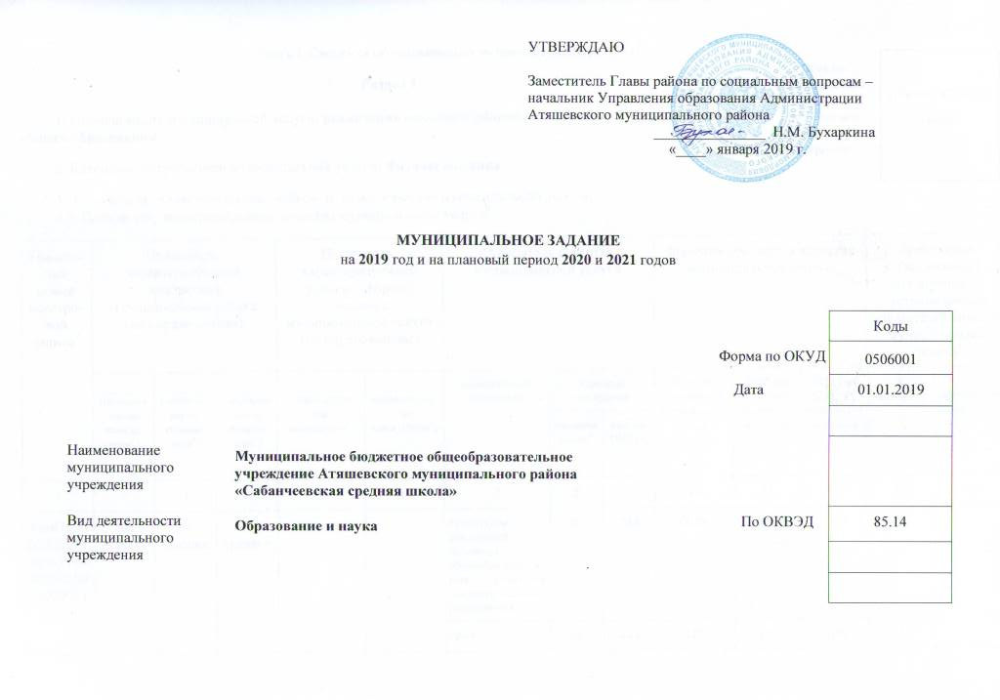 УТВЕРЖДАЮ
Заместитель Главы района по социальным вопросам –
начальник Управления образования Администрации
Атяшевского муниципального района
Н.М. Бухаркина
«____» января 2019 г.
МУНИЦИПАЛЬНОЕ ЗАДАНИЕ
на 2019 год и на плановый период 2020 и 2021 годов
Коды
Форма по ОКУД 0506001
Дата 01.01.2019
Наименование
муниципального
учреждения
Муниципальное бюджетное общеобразовательное
учреждение Атяшевского муниципального района
«Сабанчеевская средняя школа»
Вид деятельности
муниципального
учреждения
Образование и наука
По ОКВЭД 85.14